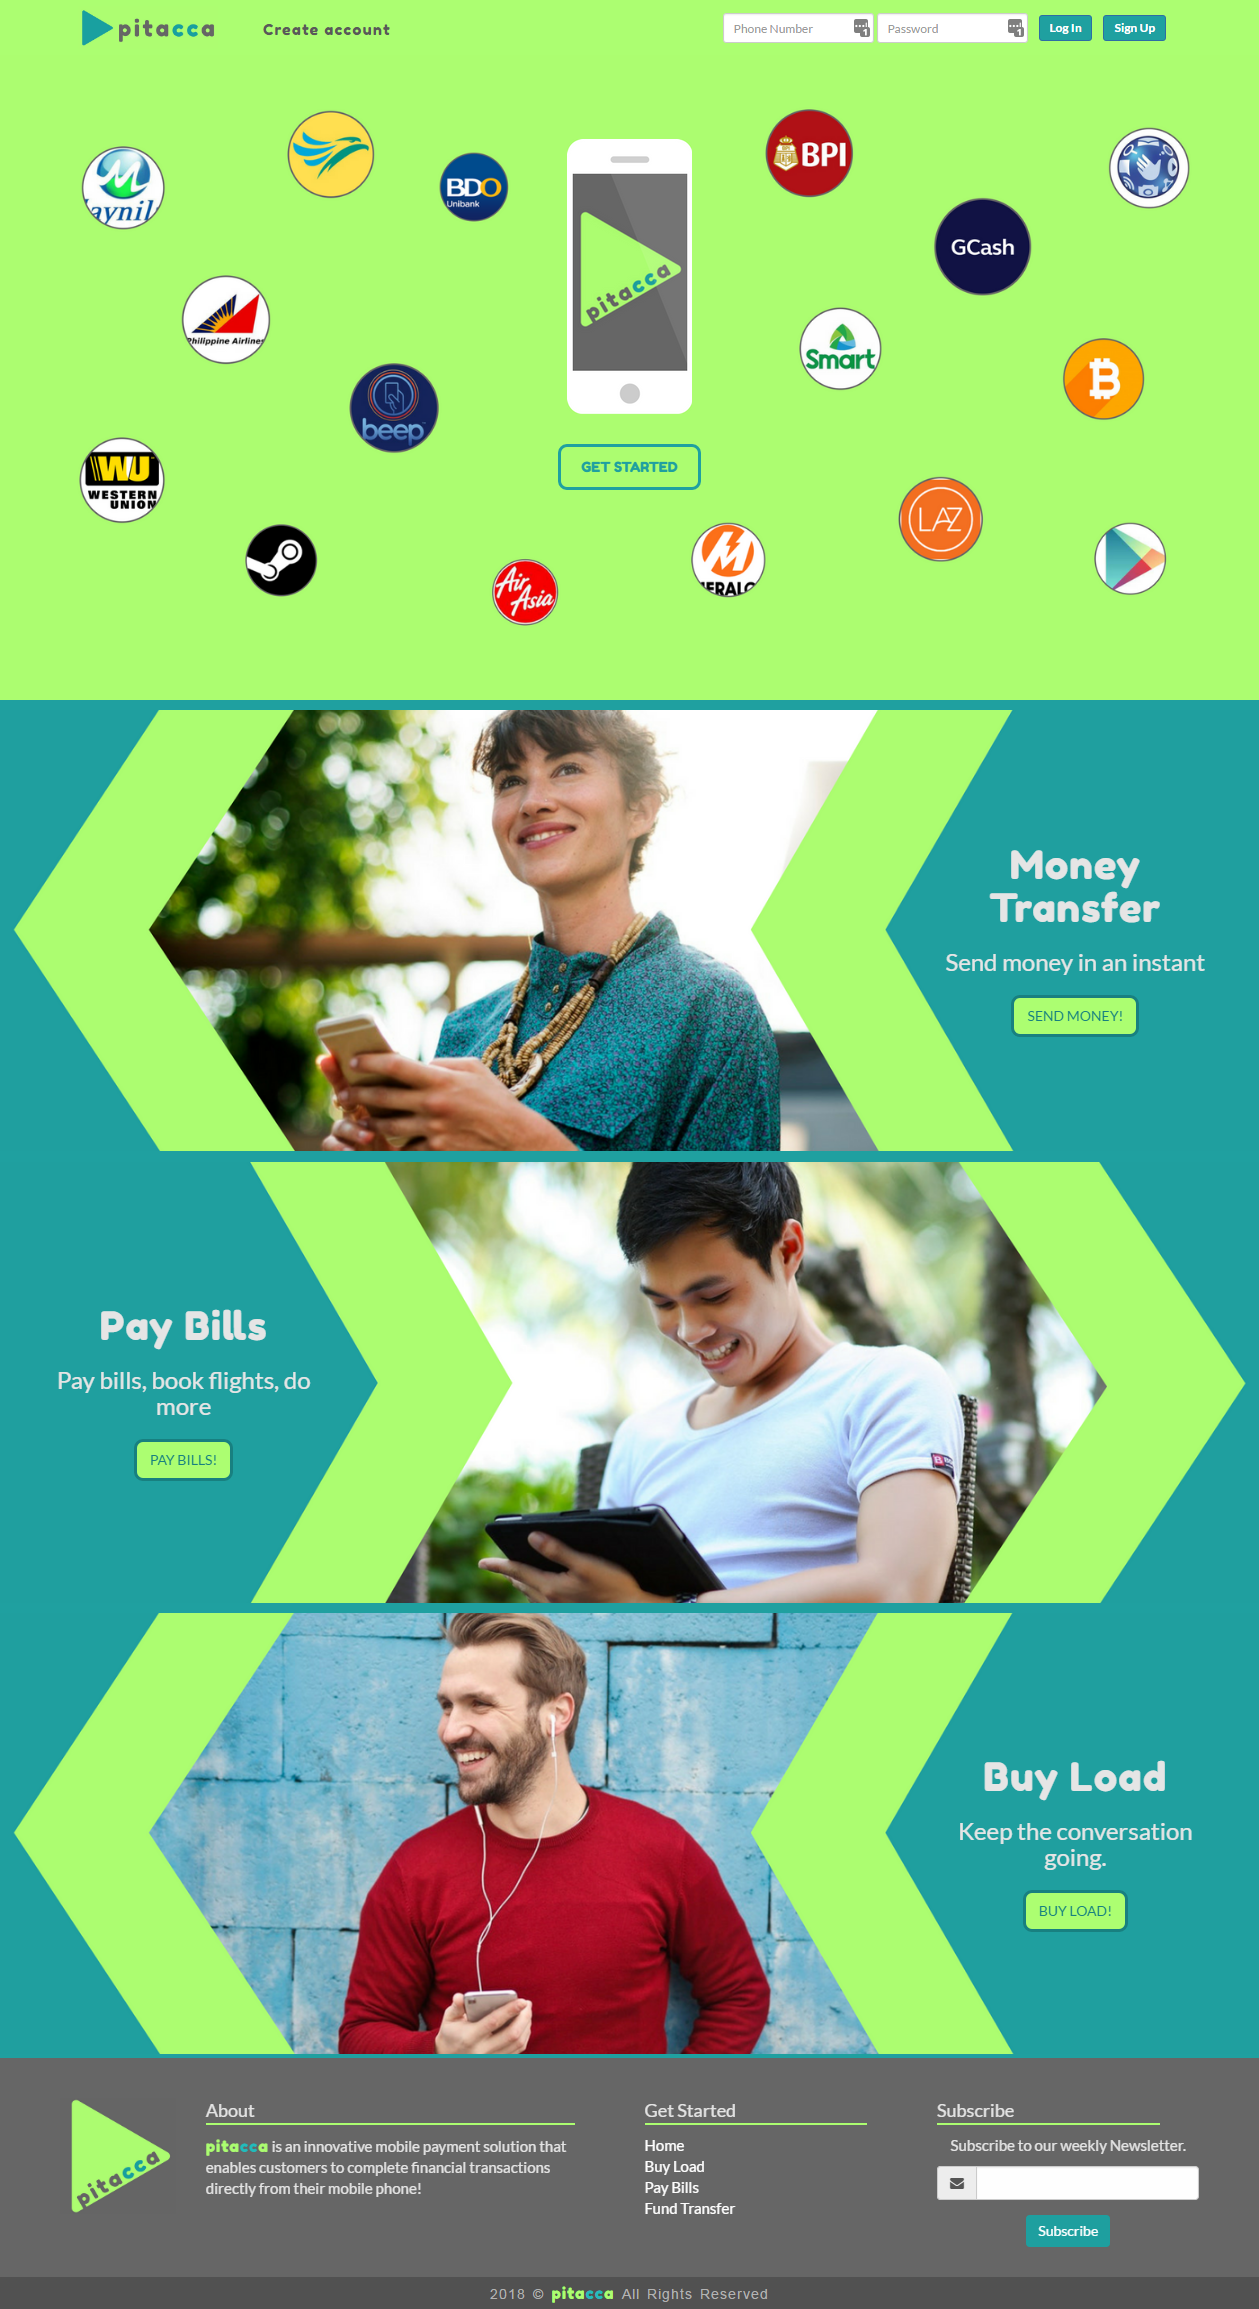 pitacca
Create account
Phone Number
Password
Log In
Sign Up
BPI
BDO
Unibank
aynil
GCash
pitacca
Philippine Airlines
Smart
beep
GET STARTED
WU
WESTERN
UNION
LAZ
Air
Asia
ERALC
Money
Transfer
Send money in an instant
SEND MONEY!
Pay Bills
Pay bills, book flights, do
more
PAY BILLS!
Buy Load
Keep the conversation
going.
BUY LOAD!
pitacca
About
pitacca is an innovative mobile payment solution that
enables customers to complete financial transactions
directly from their mobile phone!
Get Started
Home
Buy Load
Pay Bills
Fund Transfer
Subscribe
Subscribe to our weekly Newsletter.
Subscribe
2018 © pitacca All Rights Reserved